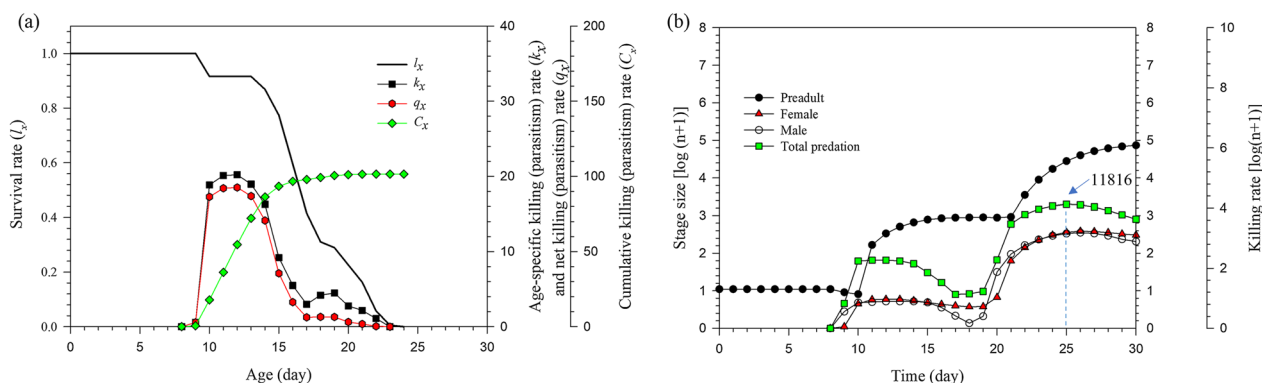 (a)
Survival rate (lx)
1.0
0.8
0.6
0.4
0.2
0.0
0 5 10 15 20 25 30
Age (day)
lx
kx
qx
Cx
40
30
20
10
0
Age-specific killing (parasitism) rate (kx)
and net killing (parasitism) rate (qx)
200
150
100
50
0
Cumulative killing (parasitism) rate (Cx)
(b)
Stage size [log (n+1)]
8
7
6
5
4
3
2
1
0
0 5 10 15 20 25 30
Time (day)
Preadult
Female
Male
Total predation
11816
8
7
6
5
4
3
2
1
0
10
8
6
4
2
0
Killing rate [log(n+1)]